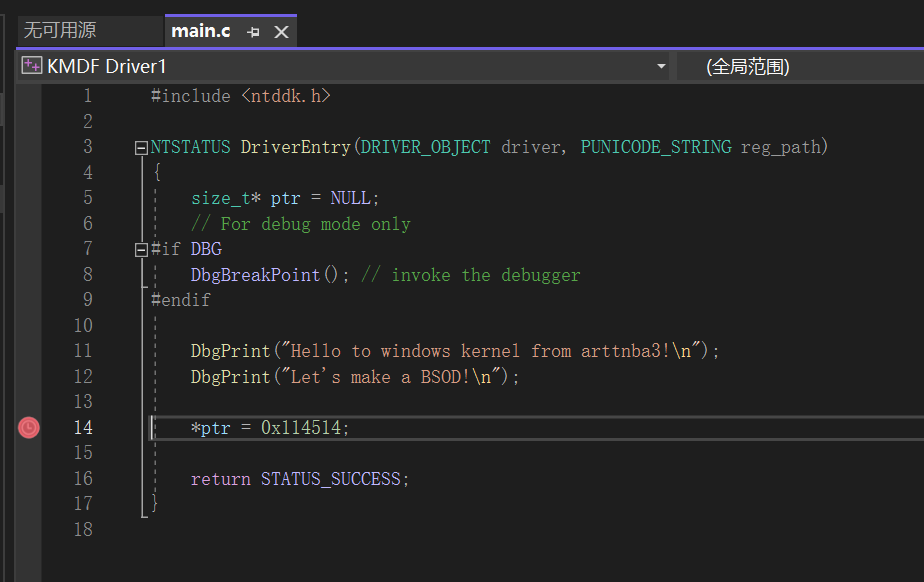 无可用源 main.c
KMDF Driver1 (全局范围)
1 #include <ntddk.h>
2
3 NTSTATUS DriverEntry(DRIVER_OBJECT driver, PUNICODE_STRING reg_path)
4 {
5 size_t* ptr = NULL;
6 // For debug mode only
7 #if DBG
8 DbgBreakPoint(); // invoke the debugger
9 #endif
10
11 DbgPrint("Hello to windows kernel from arttnba3!\n");
12 DbgPrint("Let's make a BSOD!\n");
13
14 *ptr = 0x114514;
15
16 return STATUS_SUCCESS;
17 }
18